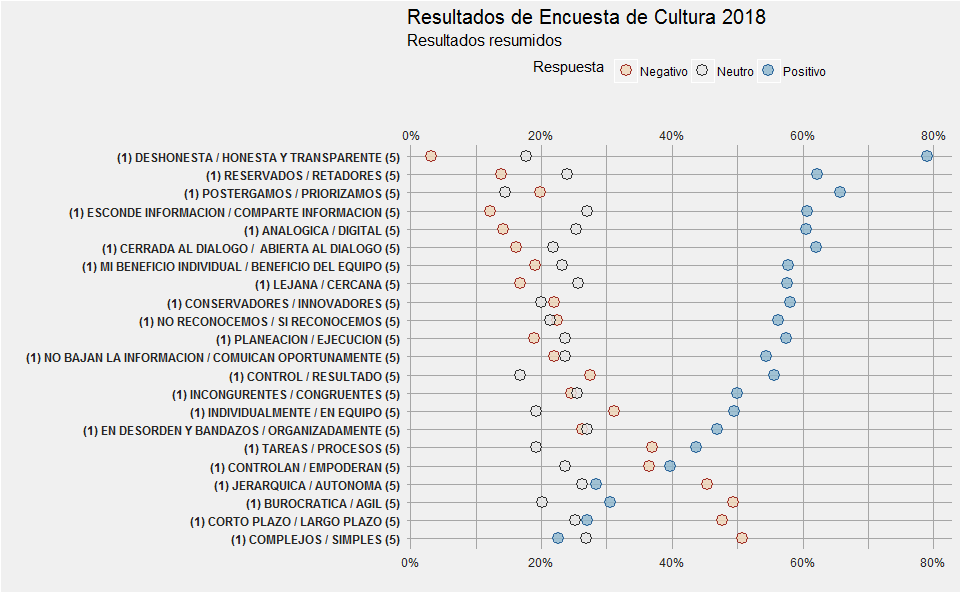 Resultados de Encuesta de Cultura 2018
Resultados resumidos
Respuesta Negativo Neutro Positivo
0% 20% 40% 60% 80%
(1) DESHONESTA / HONESTA Y TRANSPARENTE (5)
(1) RESERVADOS / RETADORES (5)
(1) POSTERGAMOS / PRIORIZAMOS (5)
(1) ESCONDE INFORMACION / COMPARTE INFORMACION (5)
(1) ANALOGICA / DIGITAL (5)
(1) CERRADA AL DIALOGO /  ABIERTA AL DIALOGO (5)
(1) MI BENEFICIO INDIVIDUAL / BENEFICIO DEL EQUIPO (5)
(1) LEJANA / CERCANA (5)
(1) CONSERVADORES / INNOVADORES (5)
(1) NO RECONOCEMOS / SI RECONOCEMOS (5)
(1) PLANEACION / EJECUCION (5)
(1) NO BAJAN LA INFORMACION / COMUICAN OPORTUNAMENTE (5)
(1) CONTROL / RESULTADO (5)
(1) INCONGURENTES / CONGRUENTES (5)
(1) INDIVIDUALMENTE / EN EQUIPO (5)
(1) EN DESORDEN Y BANDAZOS / ORGANIZADAMENTE (5)
(1) TAREAS / PROCESOS (5)
(1) CONTROLAN / EMPODERAN (5)
(1) JERARQUICA / AUTONOMA (5)
(1) BUROCRATICA / AGIL (5)
(1) CORTO PLAZO / LARGO PLAZO (5)
(1) COMPLEJOS / SIMPLES (5)
0% 20% 40% 60% 80%